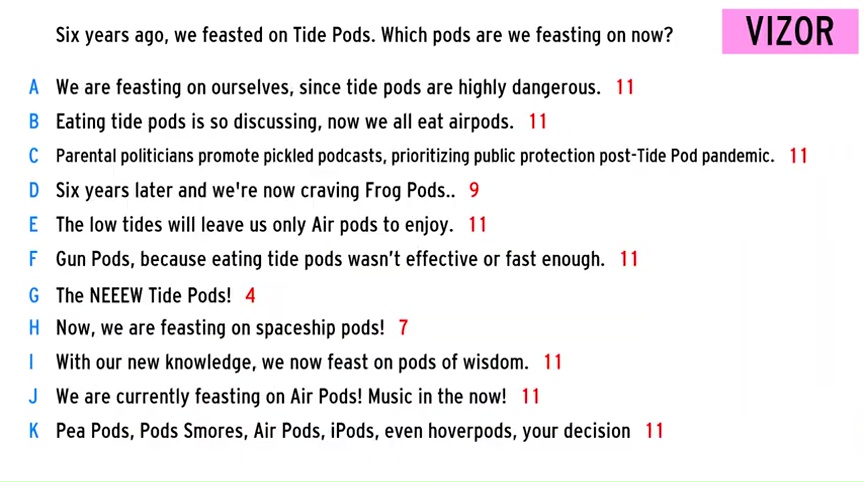 Six years ago, we feasted on Tide Pods. Which pods are we feasting on now?
VIZOR
A We are feasting on ourselves, since tide pods are highly dangerous. 11
B Eating tide pods is so discussing, now we all eat airpods. 11
C Parental politicians promote pickled podcasts, prioritizing public protection post-Tide Pod pandemic. 11
D Six years later and we're now craving Frog Pods.. 9
E The low tides will leave us only Air pods to enjoy. 11
F Gun Pods, because eating tide pods wasn't effective or fast enough. 11
G The NEEEW Tide Pods! 4
H Now, we are feasting on spaceship pods! 7
I With our new knowledge, we now feast on pods of wisdom. 11
J We are currently feasting on Air Pods! Music in the now! 11
K Pea Pods, Pods Smores, Air Pods, iPods, even hoverpods, your decision 11